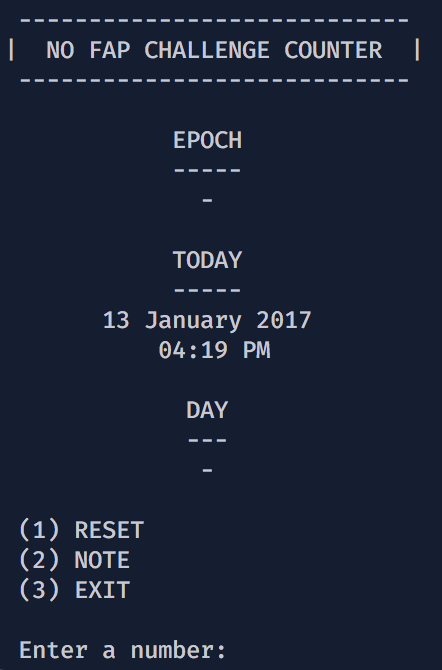 -----------------------------
| NO FAP CHALLENGE COUNTER |
-----------------------------
EPOCH
-----
-
TODAY
-----
13 January 2017
04:19 PM
DAY
---
-
(1) RESET
(2) NOTE
(3) EXIT
Enter a number: